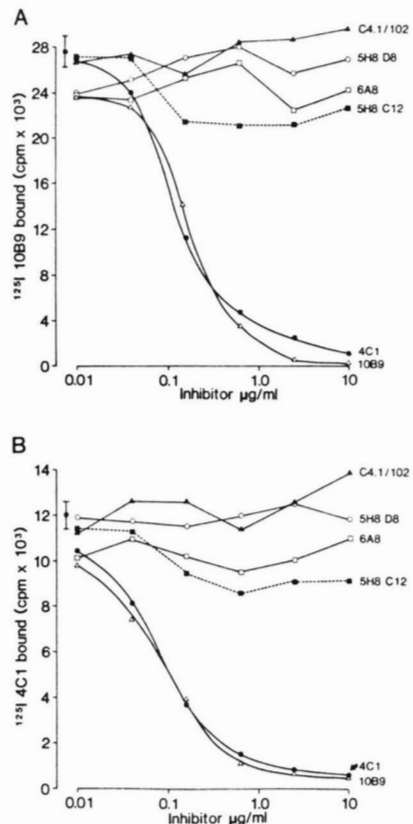 A
28
24
20
14
8
4
0
¹²⁵I 10B9 bound (cpm x 10³)
C4.1/102
5H8 D8
6A8
5H8 C12
4C1
10B9
0.01 0.1 1.0 10
Inhibitor µg/ml
B
14
12
10
8
6
4
2
0
¹²⁵I 4C1 bound (cpm x 10³)
C4.1/102
5H8 D8
6A8
5H8 C12
4C1
10B9
0.01 0.1 1.0 10
Inhibitor µg/ml